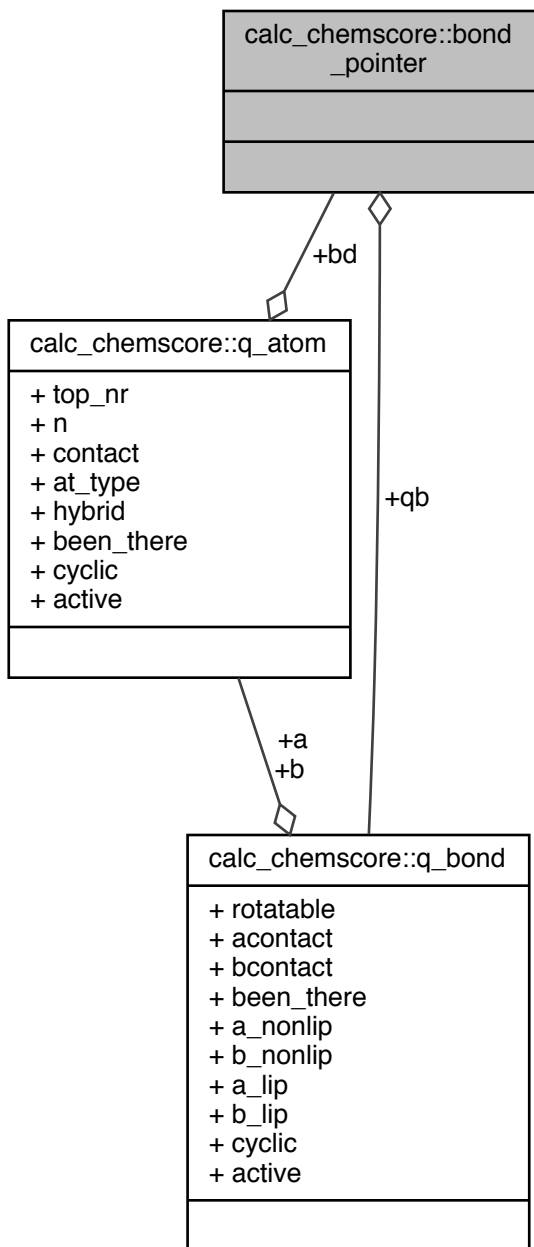 calc_chemscore::bond
_pointer
+bd
calc_chemscore::q_atom
+ top_nr
+ n
+ contact
+ at_type
+ hybrid
+ been_there
+ cyclic
+ active
+qb
+a
+b
calc_chemscore::q_bond
+ rotatable
+ acontact
+ bcontact
+ been_there
+ a_nonlip
+ b_nonlip
+ a_lip
+ b_lip
+ cyclic
+ active